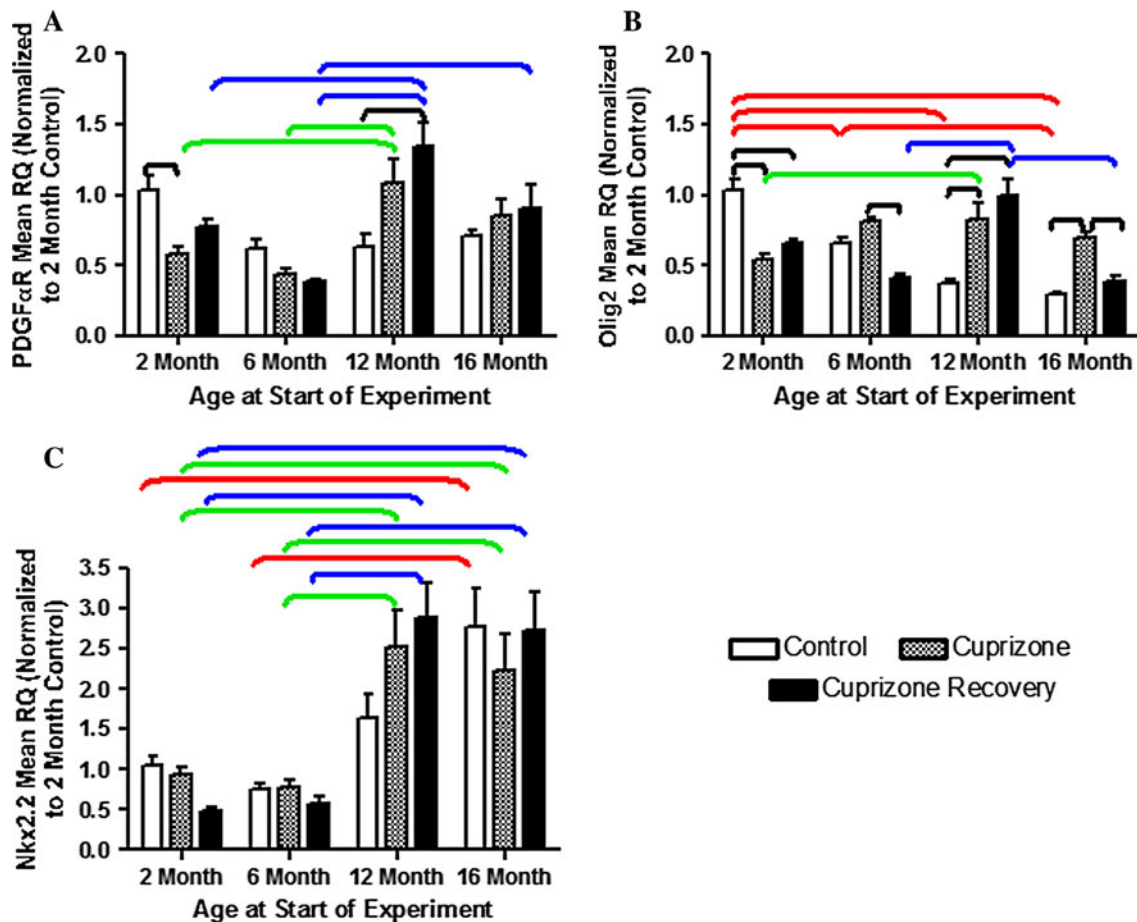 A
PDGFαR Mean RQ (Normalized
to 2 Month Control)
2.0
1.5
1.0
0.5
0.0
2 Month 6 Month 12 Month 16 Month
Age at Start of Experiment
B
Olig2 Mean RQ (Normalized
to 2 Month Control)
2.0
1.5
1.0
0.5
0.0
2 Month 6 Month 12 Month 16 Month
Age at Start of Experiment
C
Nkx2.2 Mean RQ (Normalized
to 2 Month Control)
3.5
3.0
2.5
2.0
1.5
1.0
0.5
0.0
2 Month 6 Month 12 Month 16 Month
Age at Start of Experiment
Control Cuprizone
Cuprizone Recovery